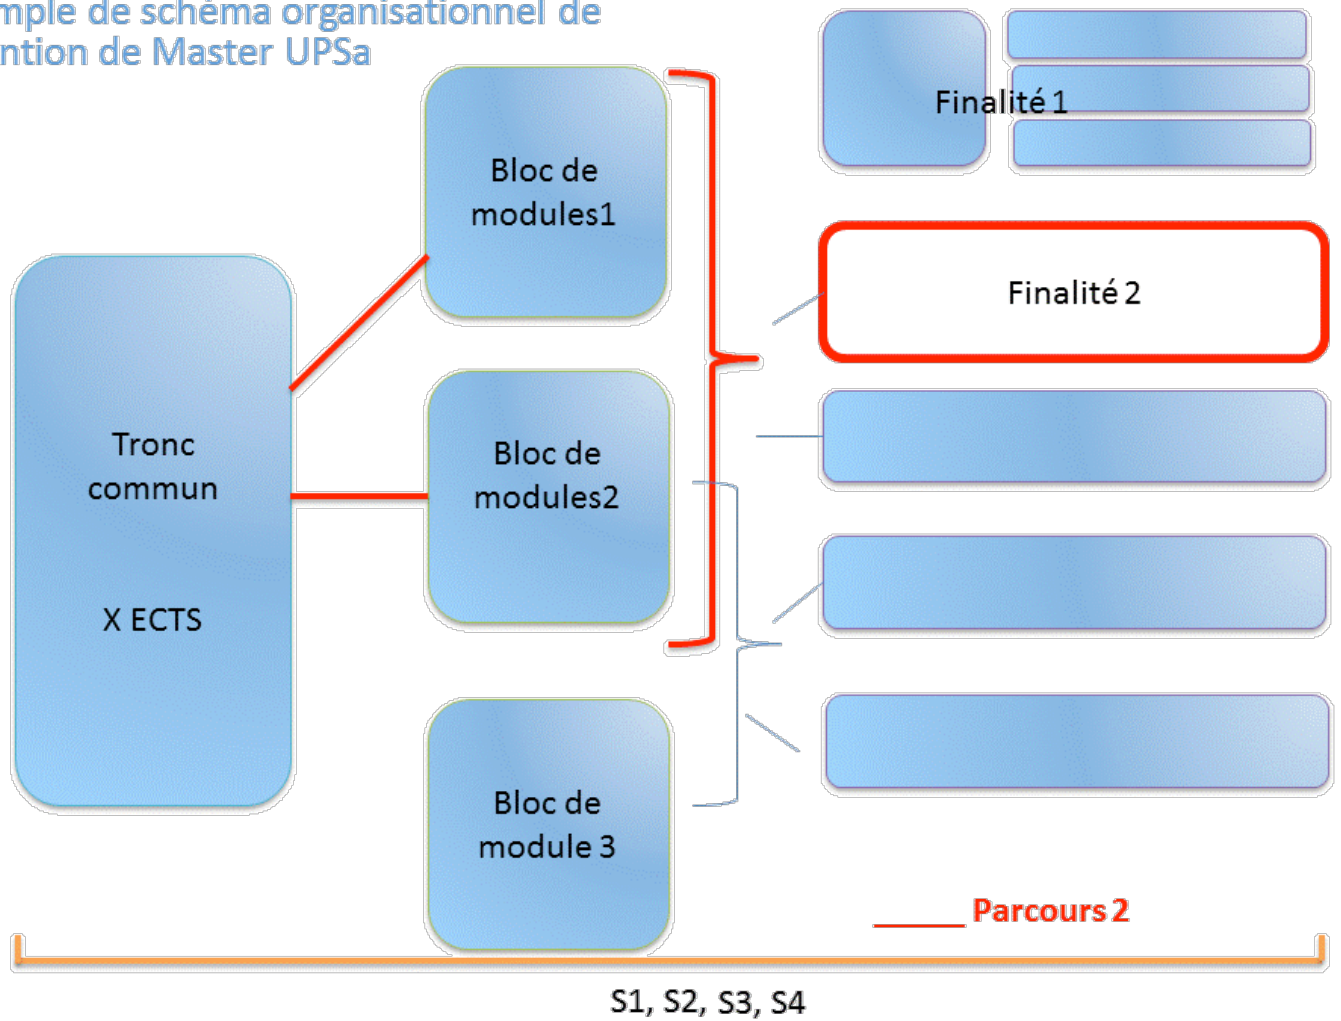 mple de schéma organisationnel de
ntion de Master UPSa
Finalité 1
Bloc de
modules1
Finalité 2
Tronc
commun
X ECTS
Bloc de
modules2
Bloc de
module 3
Parcours 2
S1, S2, S3, S4